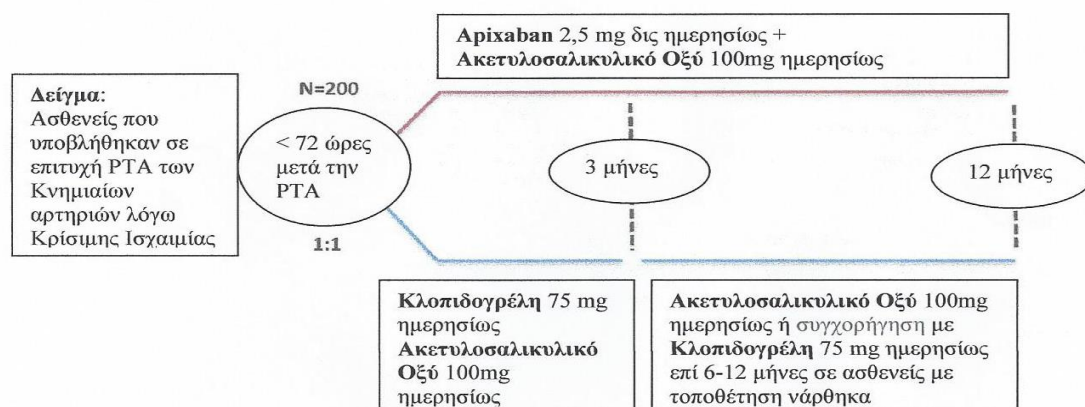 Apixaban 2,5 mg δις ημερησίως +
Ακετυλοσαλικυλικό Οξύ 100mg ημερησίως
Δείγμα:
Ασθενείς που
υποβλήθηκαν σε
επιτυχή PTA των
Κνημιαίων
αρτηριών λόγω
Κρίσιμης Ισχαιμίας
N=200
< 72 ώρες
μετά την
PTA
1:1
3 μήνες
12 μήνες
Κλοπιδογρέλη 75 mg
ημερησίως
Ακετυλοσαλικυλικό
Οξύ 100mg
ημερησίως
Ακετυλοσαλικυλικό Οξύ 100mg
ημερησίως ή συγχορήγηση με
Κλοπιδογρέλη 75 mg ημερησίως
επί 6-12 μήνες σε ασθενείς με
τοποθέτηση νάρθηκα